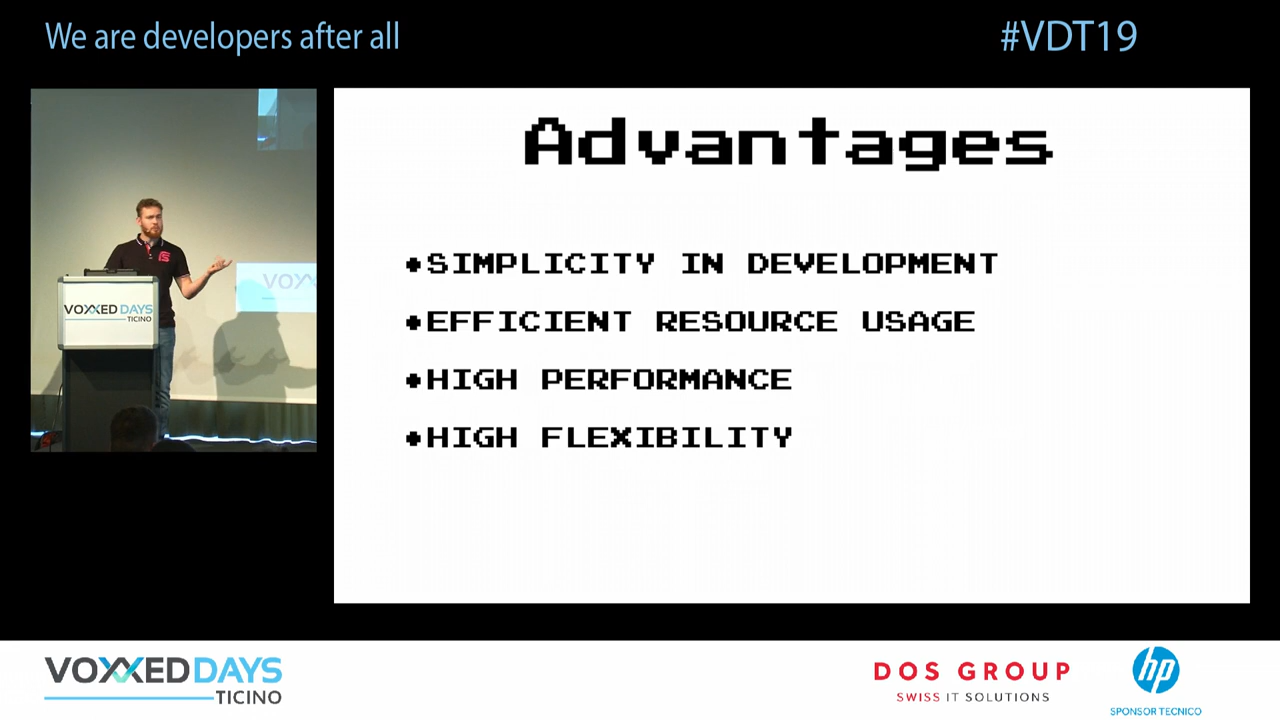 We are developers after all
#VDT19
VOXXED DAYS
TICINO
VOXX
Advantages
•SIMPLICITY IN DEVELOPMENT
•EFFICIENT RESOURCE USAGE
•HIGH PERFORMANCE
•HIGH FLEXIBILITY
VOXXED DAYS
TICINO
DOS GROUP
SWISS IT SOLUTIONS
hp
SPONSOR TECNICO